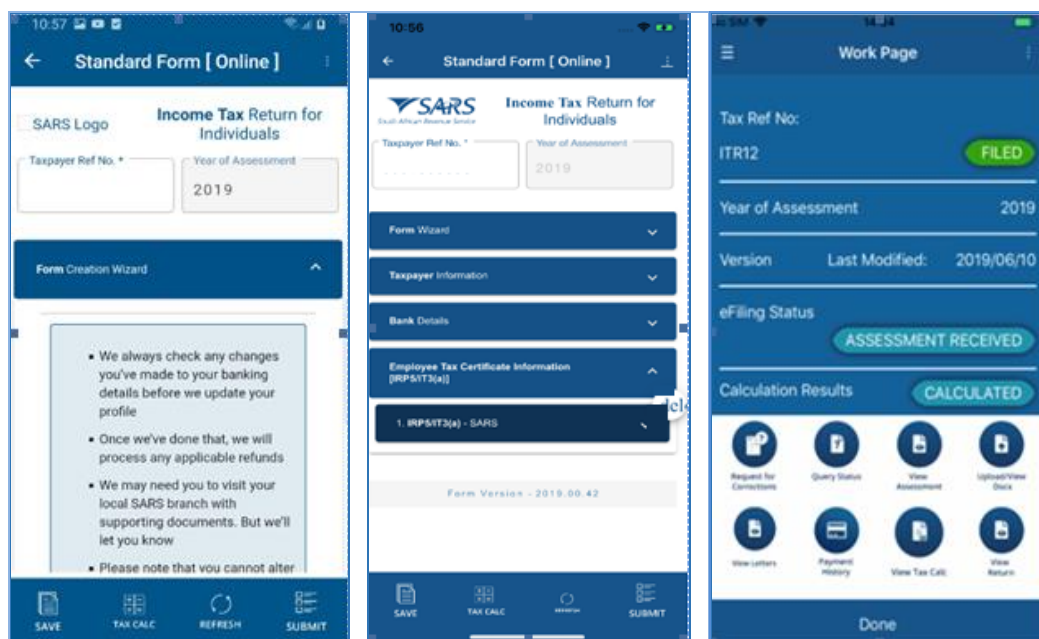 10:57
Standard Form [ Online ]
SARS Logo
Income Tax Return for
Individuals
Taxpayer Ref No. *
Year of Assessment
2019
Form Creation Wizard
We always check any changes
you've made to your banking
details before we update your
profile
Once we've done that, we will
process any applicable refunds
We may need you to visit your
local SARS branch with
supporting documents. But we'll
let you know
Please note that you cannot alter
SAVE
TAX CALC
REFRESH
SUBMIT
10:56
Standard Form [ Online ]
SARS
South African Revenue Service
Income Tax Return for
Individuals
Taxpayer Ref No. *
Year of Assessment
2019
Form Wizard
Taxpayer Information
Bank Details
Employee Tax Certificate Information
[IRP5/IT3(a)]
1. IRP5/IT3(a) - SARS
Form Version - 2019.00.42
SAVE
TAX CALC
REFRESH
SUBMIT
Work Page
Tax Ref No:
ITR12
FILED
Year of Assessment 2019
Version Last Modified: 2019/06/10
eFiling Status
ASSESSMENT RECEIVED
Calculation Results
CALCULATED
Request for
Corrections
Query Status
View
Assessment
Upload/View
Docs
View Letters
Payment
History
View Tax Calc
View
Return
Done